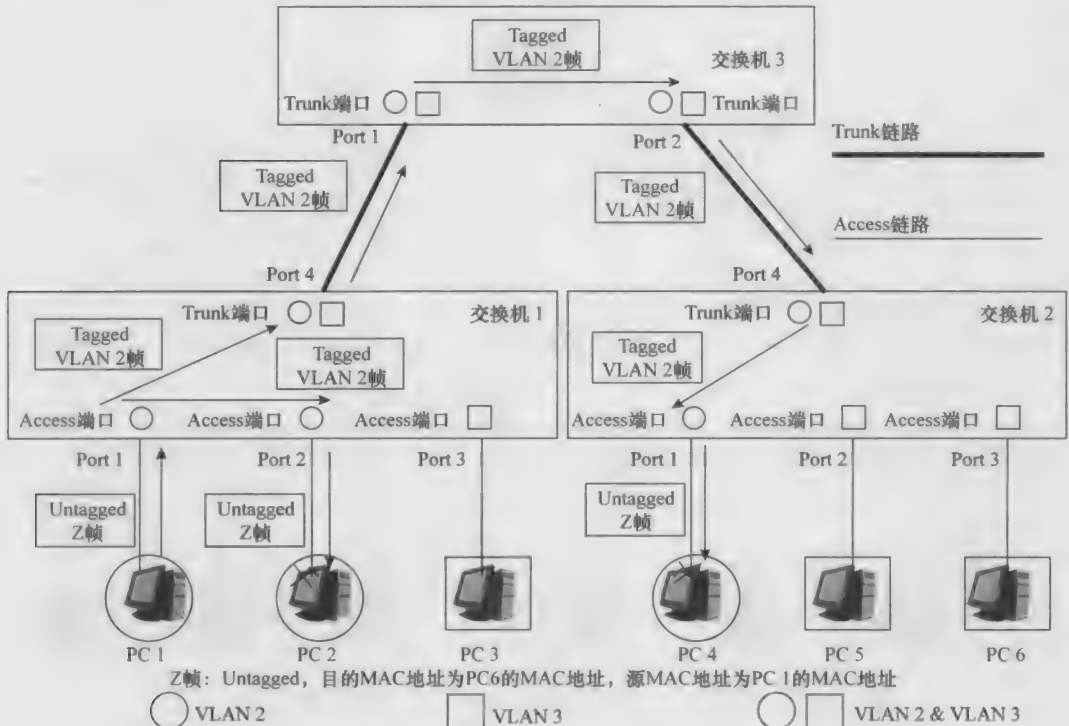 Tagged
VLAN 2帧
交换机 3
Trunk端口
Trunk端口
Port 1
Port 2
Trunk链路
Tagged
VLAN 2帧
Tagged
VLAN 2帧
Access链路
Port 4
Port 4
Trunk端口
交换机 1
Tagged
VLAN 2帧
Tagged
VLAN 2帧
Access端口
Access端口
Access端口
Trunk端口
交换机 2
Tagged
VLAN 2帧
Access端口
Access端口
Access端口
Port 1
Port 2
Port 3
Port 1
Port 2
Port 3
Untagged
Z帧
Untagged
Z帧
Untagged
Z帧
PC 1
PC 2
PC 3
PC 4
PC 5
PC 6
Z帧：Untagged，目的MAC地址为PC6的MAC地址，源MAC地址为PC 1的MAC地址
VLAN 2
VLAN 3
VLAN 2 & VLAN 3